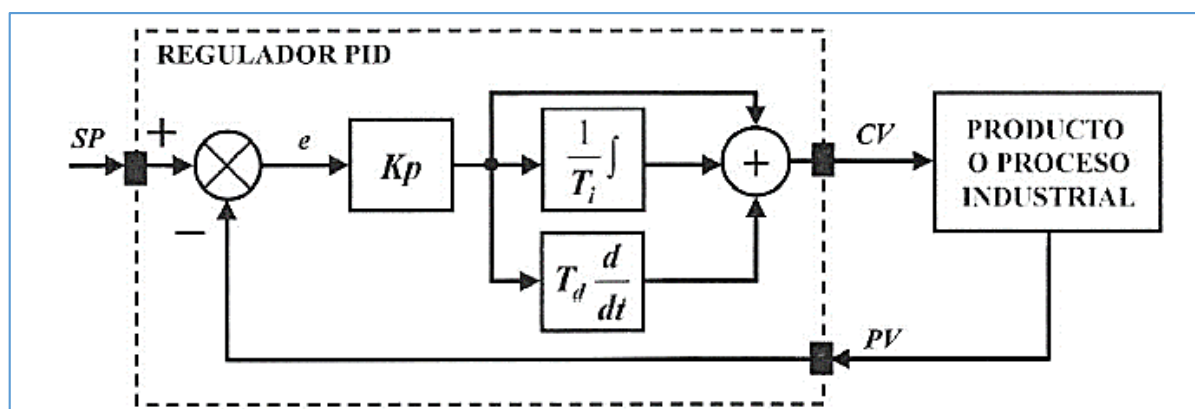 REGULADOR PID
SP
+
e
Kp
1
T_i ∫
+
CV
PRODUCTO
O PROCESO
INDUSTRIAL
−
T_d d
dt
PV